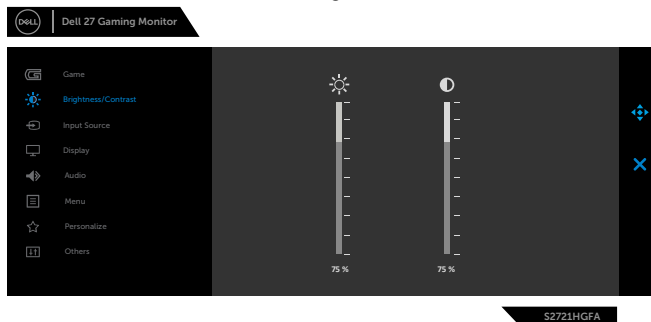 DELL
Dell 27 Gaming Monitor
Game
Brightness/Contrast
Input Source
Display
Audio
Menu
Personalize
Others
75 %
75 %
S2721HGFA